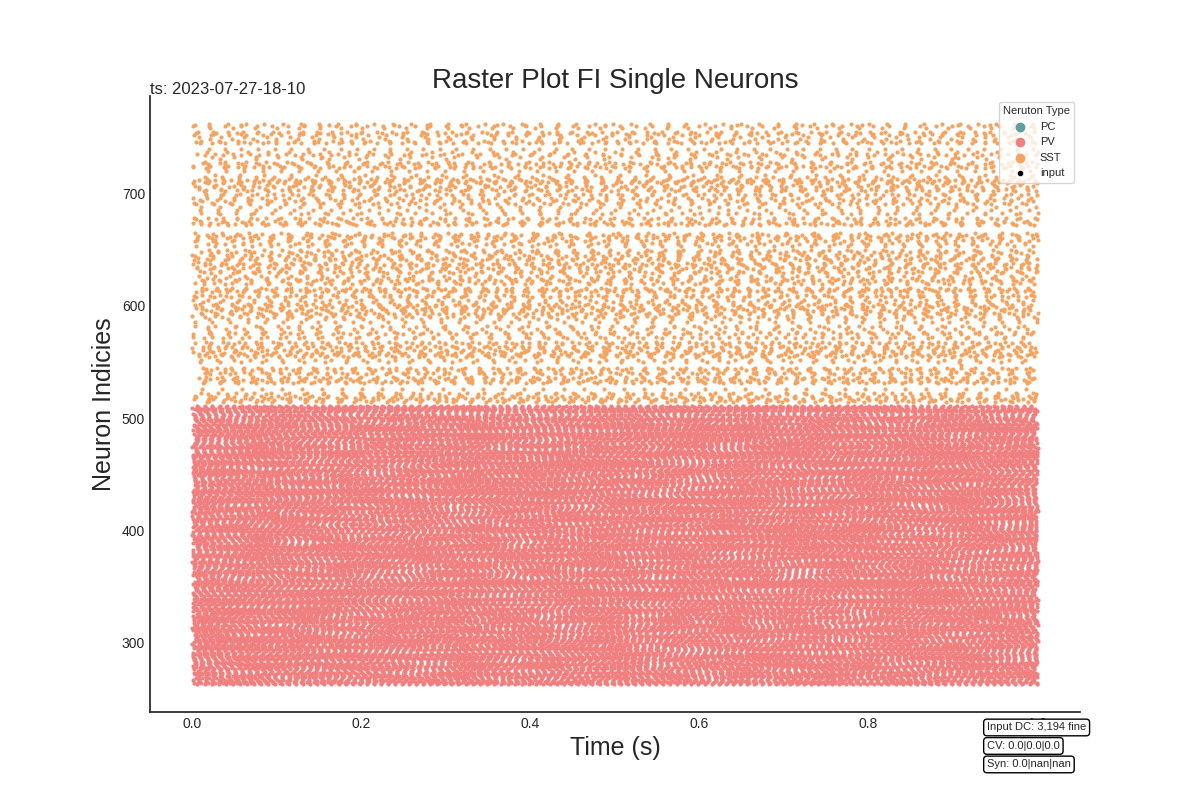 Raster Plot FI Single Neurons
ts: 2023-07-27-18-10
Neruton Type
PC
PV
SST
input
700
600
500
400
300
Neuron Indicies
0.0
0.2
0.4
0.6
0.8
Time (s)
Input DC: 3,194 fine
CV: 0.0|0.0|0.0
Syn: 0.0|nan|nan